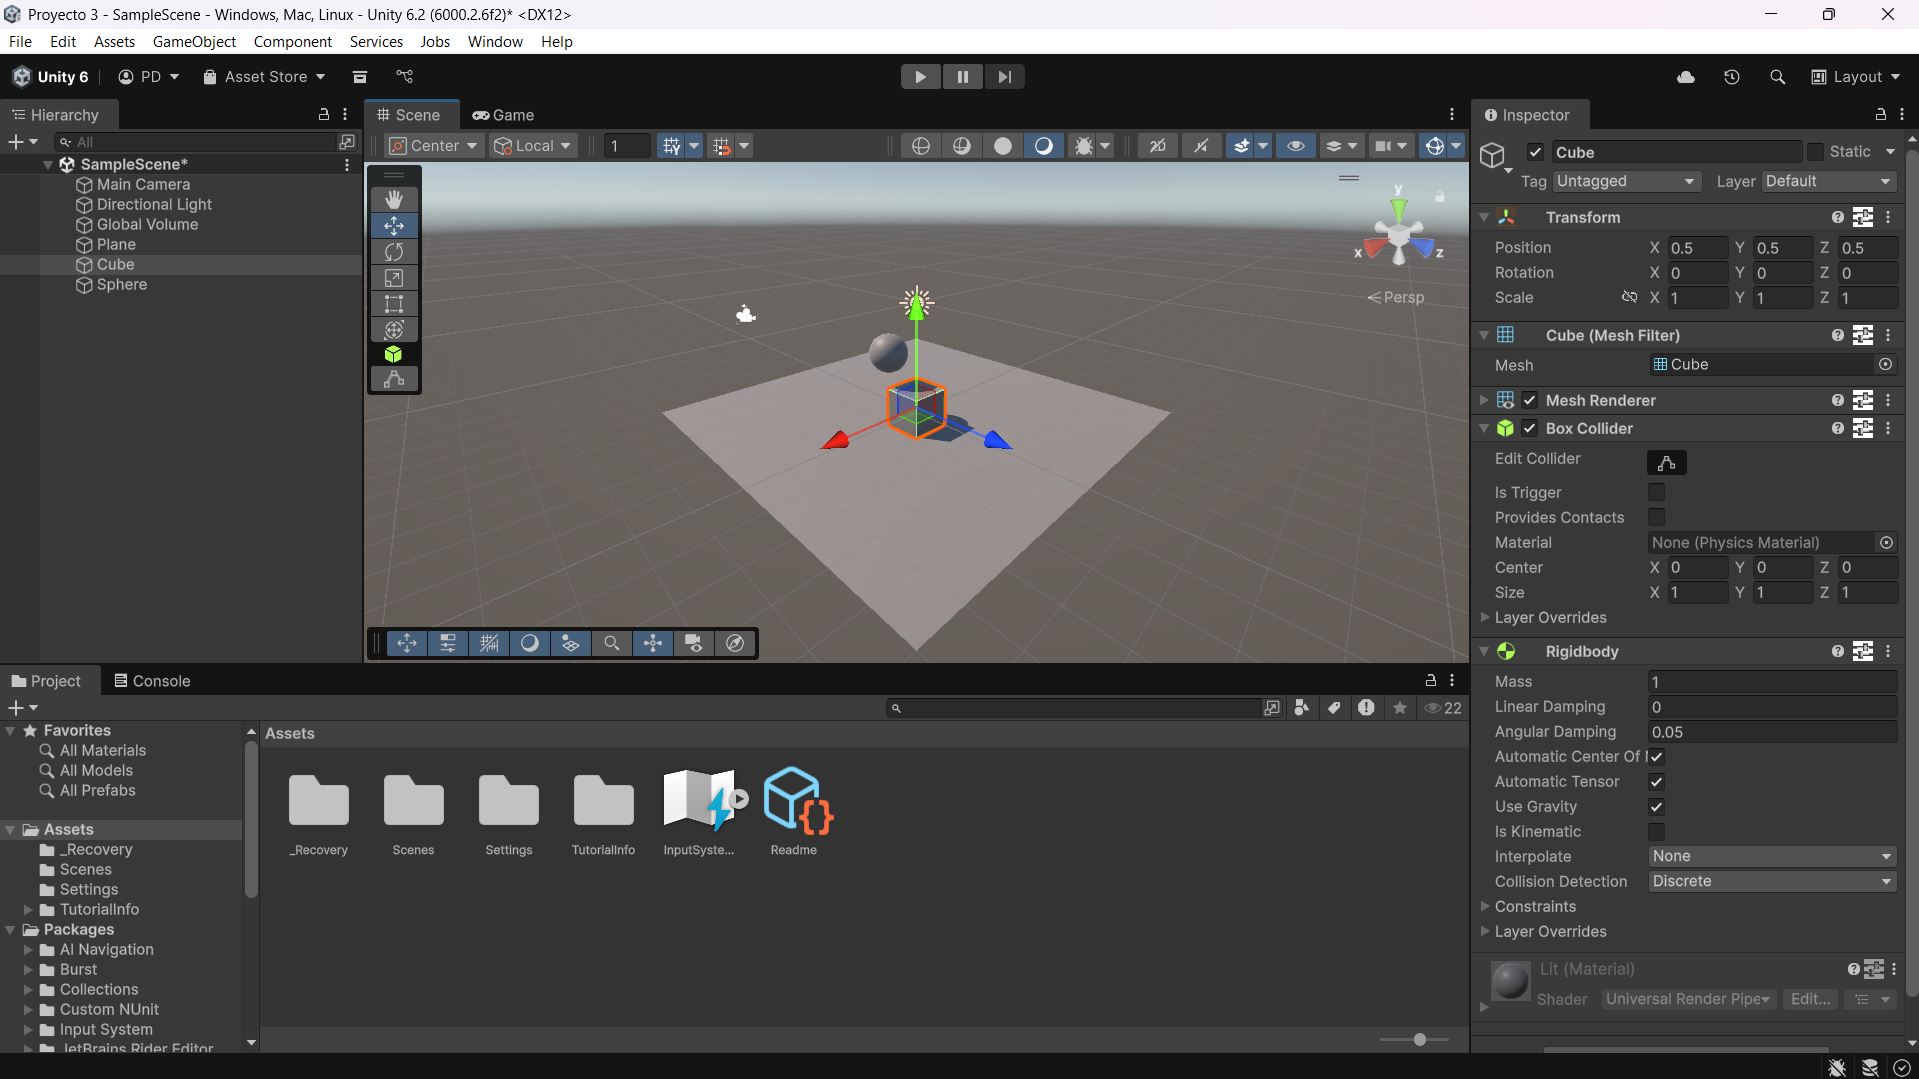 Proyecto 3 - SampleScene - Windows, Mac, Linux - Unity 6.2 (6000.2.6f2)* <DX12>
File Edit Assets GameObject Component Services Jobs Window Help
Unity 6 PD Asset Store Layout
Hierarchy
All
SampleScene*
Main Camera
Directional Light
Global Volume
Plane
Cube
Sphere
Scene Game
Center Local 1 2D
y
x z
Persp
Inspector
Cube Static
Tag Untagged Layer Default
Transform
Position X 0.5 Y 0.5 Z 0.5
Rotation X 0 Y 0 Z 0
Scale X 1 Y 1 Z 1
Cube (Mesh Filter)
Mesh Cube
Mesh Renderer
Box Collider
Edit Collider
Is Trigger
Provides Contacts
Material None (Physics Material)
Center X 0 Y 0 Z 0
Size X 1 Y 1 Z 1
Layer Overrides
Rigidbody
Mass 1
Linear Damping 0
Angular Damping 0.05
Automatic Center Of
Automatic Tensor
Use Gravity
Is Kinematic
Interpolate None
Collision Detection Discrete
Constraints
Layer Overrides
Lit (Material)
Shader Universal Render Pipe Edit...
Project Console
22
Favorites
All Materials
All Models
All Prefabs
Assets
_Recovery
Scenes
Settings
TutorialInfo
Packages
AI Navigation
Burst
Collections
Custom NUnit
Input System
JetBrains Rider Editor
Assets
_Recovery Scenes Settings TutorialInfo InputSyste... Readme